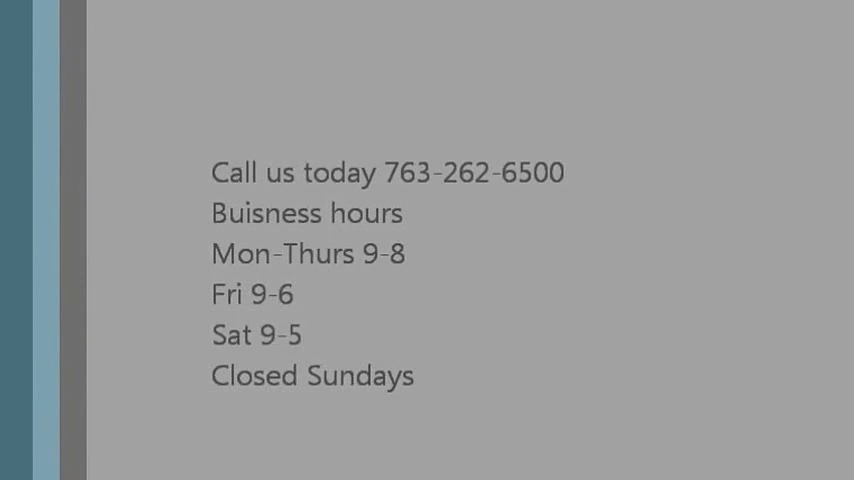 Call us today 763-262-6500
Buisness hours
Mon-Thurs 9-8
Fri 9-6
Sat 9-5
Closed Sundays